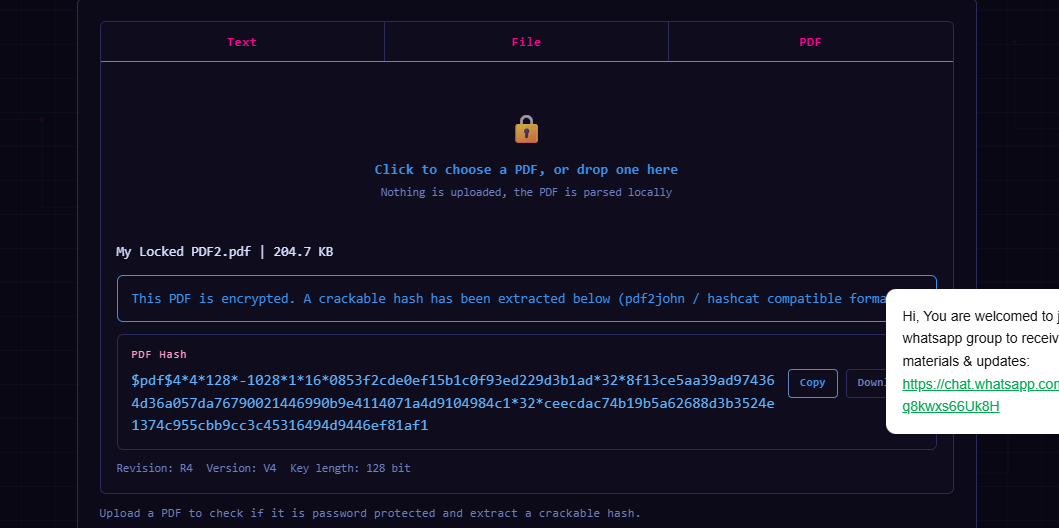 Text
File
PDF
Click to choose a PDF, or drop one here
Nothing is uploaded, the PDF is parsed locally
My Locked PDF2.pdf | 204.7 KB
This PDF is encrypted. A crackable hash has been extracted below (pdf2john / hashcat compatible forma
PDF Hash
$pdf$4*4*128*-1028*1*16*0853f2cde0ef15b1c0f93ed229d3b1ad*32*8f13ce5aa39ad97436
4d36a057da76790021446990b9e4114071a4d9104984c1*32*ceecdac74b19b5a62688d3b3524e
1374c955cbb9cc3c45316494d9446ef81af1
Copy
Downl
Revision: R4 Version: V4 Key length: 128 bit
Upload a PDF to check if it is password protected and extract a crackable hash.
Hi, You are welcomed to j
whatsapp group to receiv
materials & updates:
https://chat.whatsapp.con
q8kwxs66Uk8H